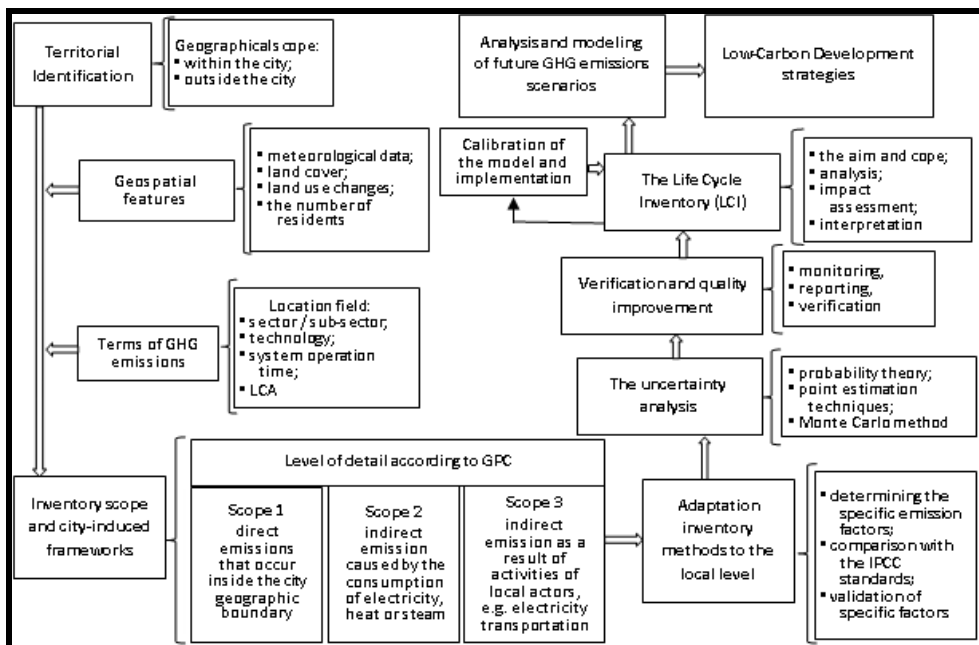 Territorial
Identification
Geographicals cope:
▪ within the city;
▪ outside the city
Geospatial
features
▪ meteorological data;
▪ land cover;
▪ land use changes;
▪ the number of
residents
Terms of GHG
emissions
Location field:
▪ sector / sub-sector;
▪ technology;
▪ system operation
time;
▪ LCA
Inventory scope
and city-induced
frameworks
Level of detail according to GPC
Scope 1
direct
emissions
that occur
inside the city
geographic
boundary
Scope 2
indirect
emission
caused by the
consumption
of electricity,
heat or steam
Scope 3
indirect
emission as a
result of
activities of
local actors,
e.g. electricity
transportation
Adaptation
inventory
methods to the
local level
▪ determining the
specific emission
factors;
▪ comparison with
the IPCC
standards;
▪ validation of
specific factors
The uncertainty
analysis
▪ probability theory;
▪ point estimation
techniques;
▪ Monte Carlo method
Verification and quality
improvement
▪ monitoring,
▪ reporting,
▪ verification
The Life Cycle
Inventory (LCI)
▪ the aim and cope;
▪ analysis;
▪ impact
assessment;
▪ interpretation
Calibration of
the model and
implementation
Analysis and modeling
of future GHG emissions
scenarios
Low-Carbon Development
strategies